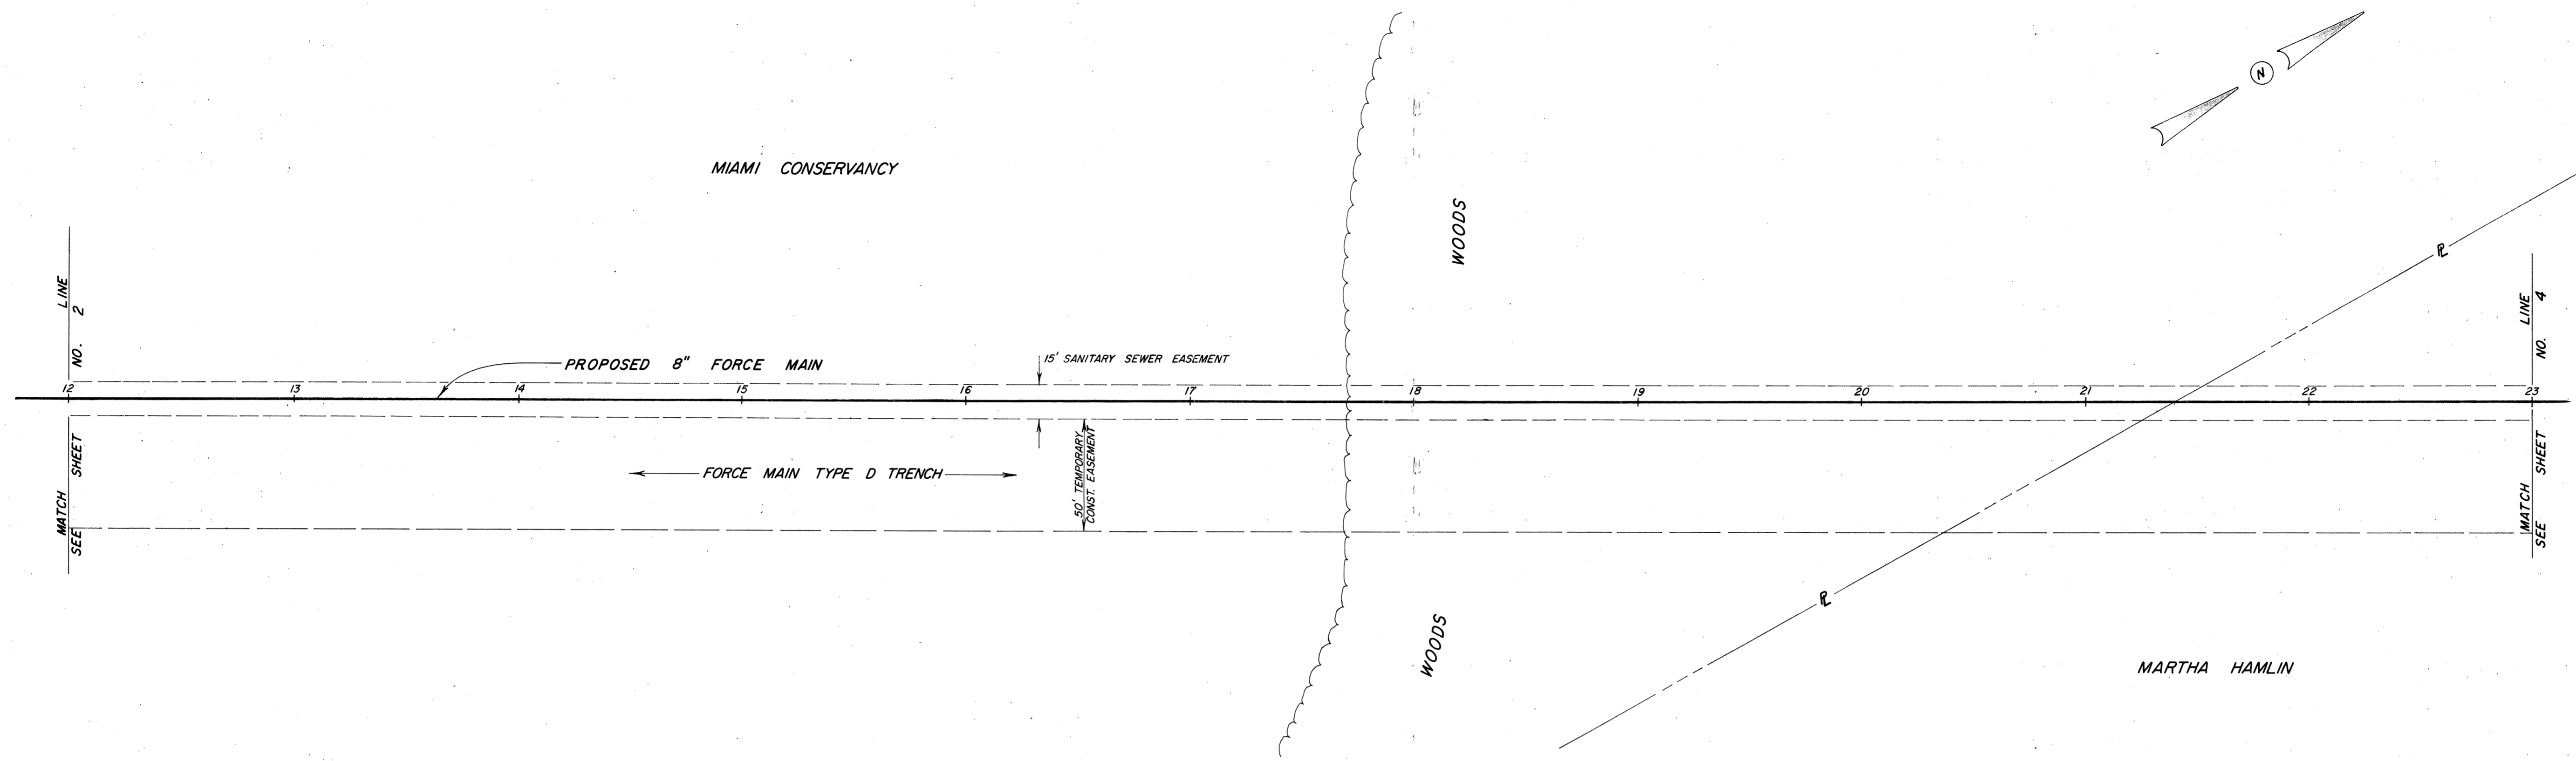 N
MIAMI CONSERVANCY
WOODS
℄
MATCH LINE
SEE SHEET NO. 2
PROPOSED 8" FORCE MAIN
15' SANITARY SEWER EASEMENT
12 13 14 15 16 17 18 19 20 21 22 23
MATCH LINE
SEE SHEET NO. 4
FORCE MAIN TYPE D TRENCH
50' TEMPORARY
CONST. EASEMENT
℄
WOODS
MARTHA HAMLIN